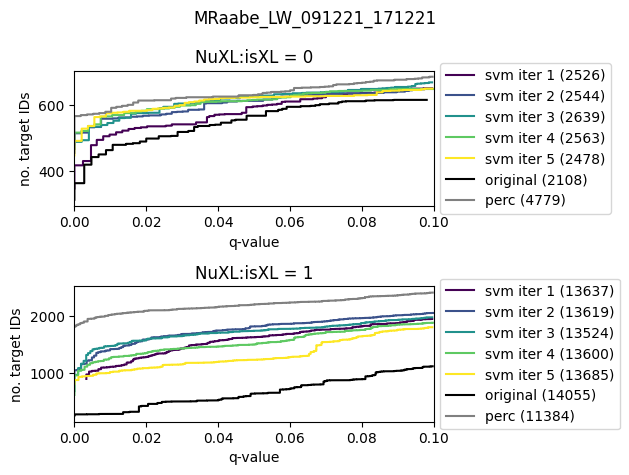 MRaabe_LW_091221_171221
NuXL:isXL = 0
no. target IDs
600
400
0.00 0.02 0.04 0.06 0.08 0.10
q-value
svm iter 1 (2526)
svm iter 2 (2544)
svm iter 3 (2639)
svm iter 4 (2563)
svm iter 5 (2478)
original (2108)
perc (4779)
NuXL:isXL = 1
no. target IDs
2000
1000
0.00 0.02 0.04 0.06 0.08 0.10
q-value
svm iter 1 (13637)
svm iter 2 (13619)
svm iter 3 (13524)
svm iter 4 (13600)
svm iter 5 (13685)
original (14055)
perc (11384)